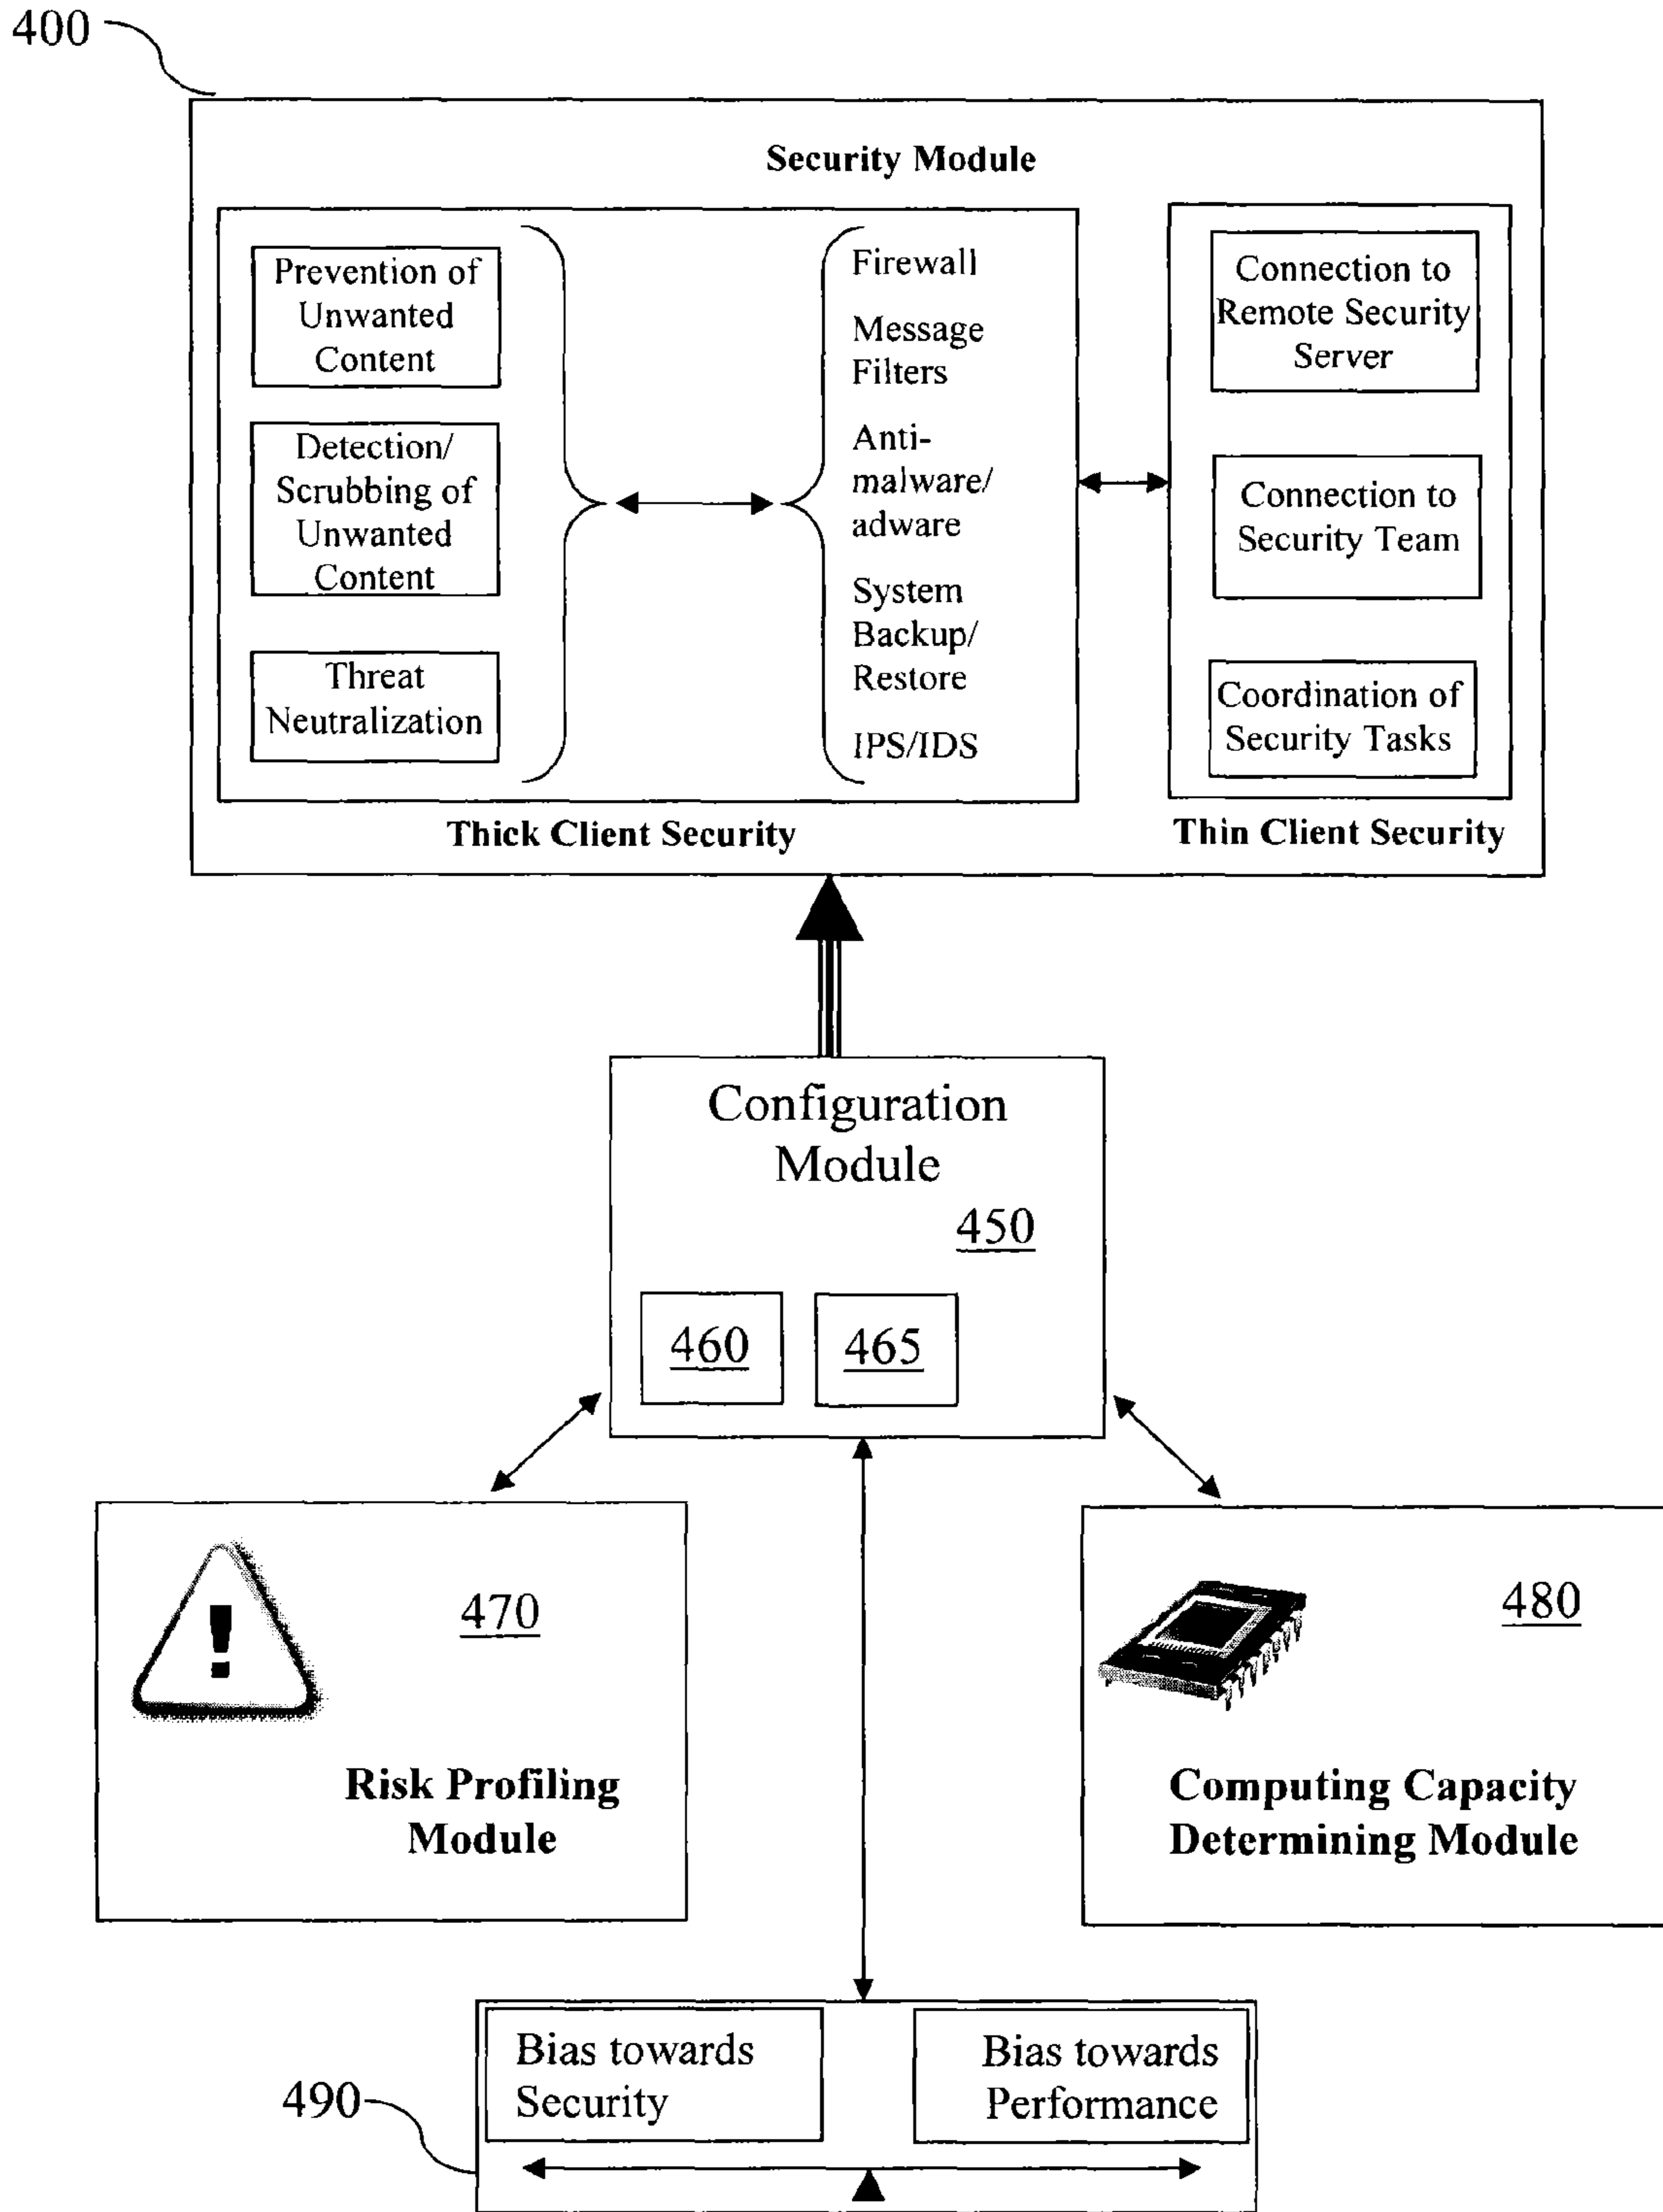 400
Security Module
Prevention of
Unwanted
Content
Detection/
Scrubbing of
Unwanted
Content
Threat
Neutralization
Firewall
Message
Filters
Anti-
malware/
adware
System
Backup/
Restore
IPS/IDS
Connection to
Remote Security
Server
Connection to
Security Team
Coordination of
Security Tasks
Thick Client Security
Thin Client Security
Configuration
Module
450
460
465
!
470
Risk Profiling
Module
480
Computing Capacity
Determining Module
Bias towards
Security
Bias towards
Performance
490